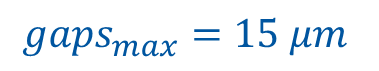 gaps_max = 15 μm